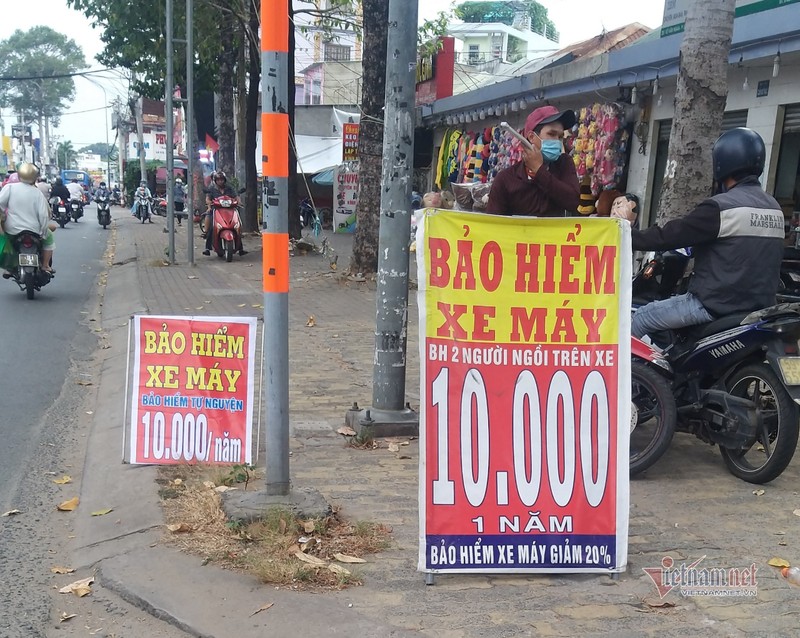 BẢO HIỂM
XE MÁY
BẢO HIỂM TỰ NGUYỆN
10.000/năm
BẢO HIỂM
XE MÁY
BH 2 NGƯỜI NGỒI TRÊN XE
10.000
1 NĂM
BẢO HIỂM XE MÁY GIẢM 20%
FRANKLIN
MARSHALL
YAMAHA
Vietnamnet
VIETNAMNET.VN